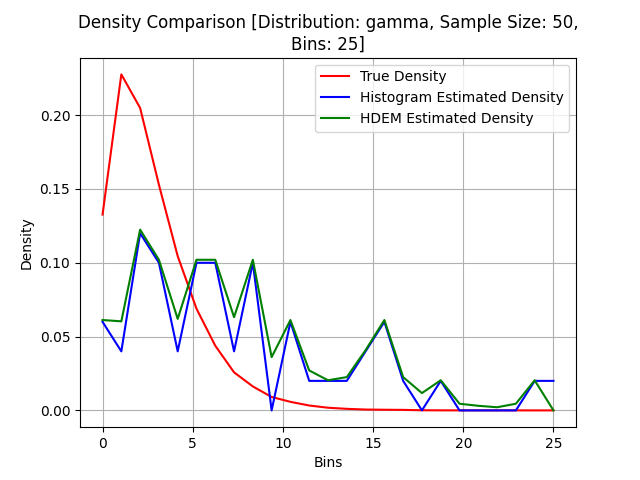 Density Comparison [Distribution: gamma, Sample Size: 50,
Bins: 25]
True Density
Histogram Estimated Density
HDEM Estimated Density
Density
0.20
0.15
0.10
0.05
0.00
0 5 10 15 20 25
Bins